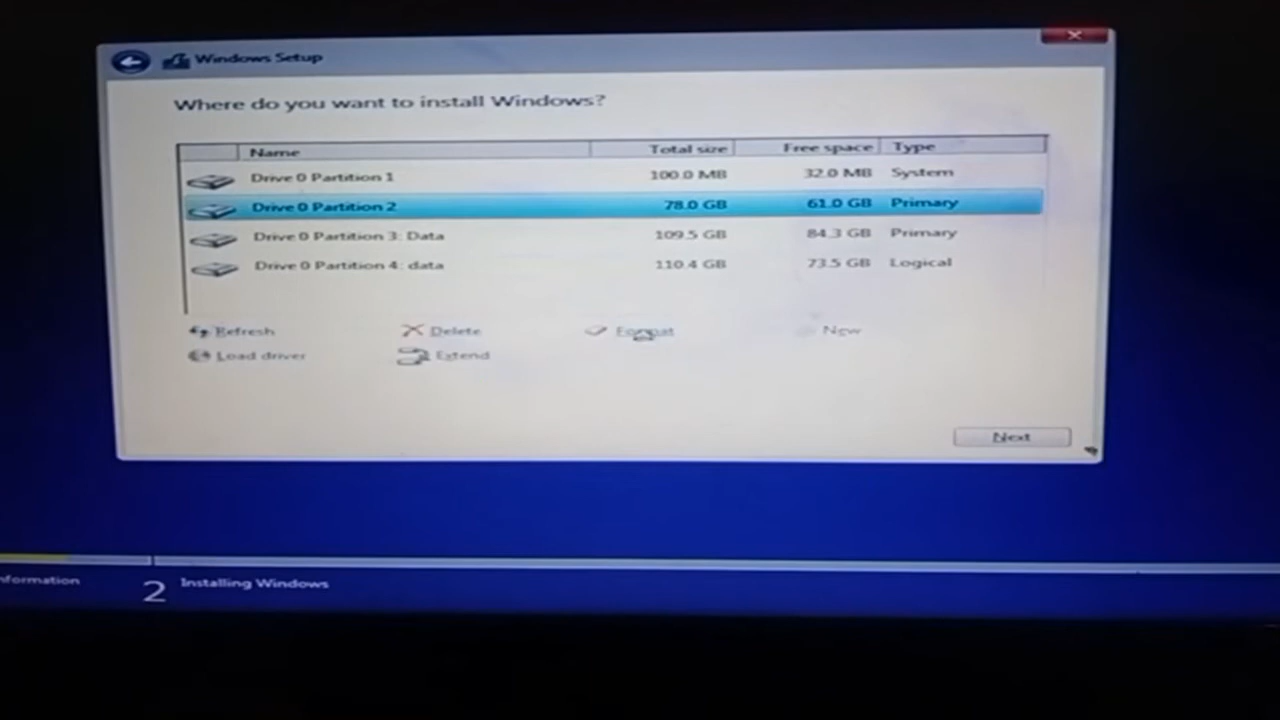 Windows Setup
Where do you want to install Windows?
Name Total size Free space Type
Drive 0 Partition 1 100.0 MB 32.0 MB System
Drive 0 Partition 2 78.0 GB 61.0 GB Primary
Drive 0 Partition 3: Data 109.5 GB 84.3 GB Primary
Drive 0 Partition 4: data 110.4 GB 73.5 GB Logical
Refresh Delete Format New
Load driver Extend
Next
nformation 2 Installing Windows